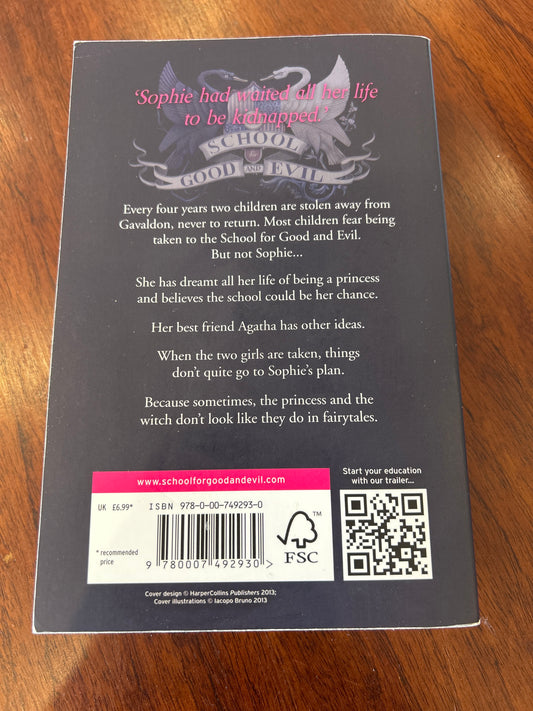 ‘Sophie had waited all her life
to be kidnapped.’
SCHOOL
for
GOOD AND EVIL
Every four years two children are stolen away from
Gavaldon, never to return. Most children fear being
taken to the School for Good and Evil.
But not Sophie...
She has dreamt all her life of being a princess
and believes the school could be her chance.
Her best friend Agatha has other ideas.
When the two girls are taken, things
don’t quite go to Sophie’s plan.
Because sometimes, the princess and the
witch don’t look like they do in fairytales.
www.schoolforgoodandevil.com
UK £6.99*
* recommended
price
ISBN 978-0-00-749293-0
9 780007 492930 >
™
FSC
Start your education
with our trailer...
Cover design © HarperCollins Publishers 2013;
Cover illustrations © Iacopo Bruno 2013